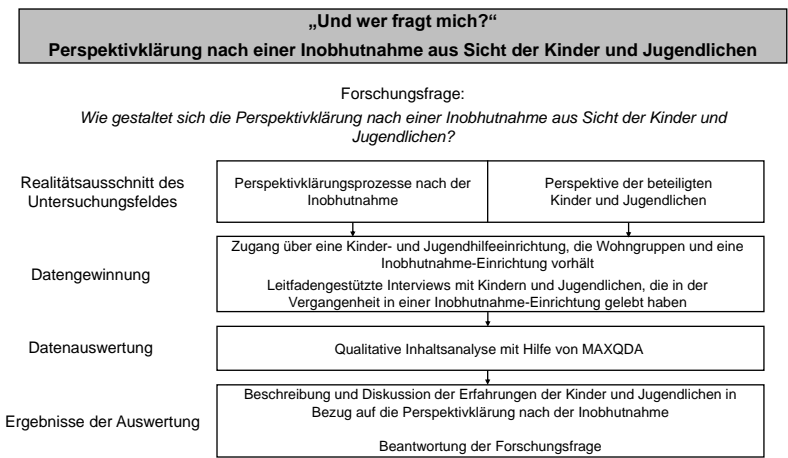 „Und wer fragt mich?“
Perspektivklärung nach einer Inobhutnahme aus Sicht der Kinder und Jugendlichen
Forschungsfrage:
Wie gestaltet sich die Perspektivklärung nach einer Inobhutnahme aus Sicht der Kinder und
Jugendlichen?
Realitätsausschnitt des
Untersuchungsfeldes
Perspektivklärungsprozesse nach der
Inobhutnahme
Perspektive der beteiligten
Kinder und Jugendlichen
Datengewinnung
Zugang über eine Kinder- und Jugendhilfeeinrichtung, die Wohngruppen und eine
Inobhutnahme-Einrichtung vorhält
Leitfadengestützte Interviews mit Kindern und Jugendlichen, die in der
Vergangenheit in einer Inobhutnahme-Einrichtung gelebt haben
Datenauswertung
Qualitative Inhaltsanalyse mit Hilfe von MAXQDA
Ergebnisse der Auswertung
Beschreibung und Diskussion der Erfahrungen der Kinder und Jugendlichen in
Bezug auf die Perspektivklärung nach der Inobhutnahme
Beantwortung der Forschungsfrage